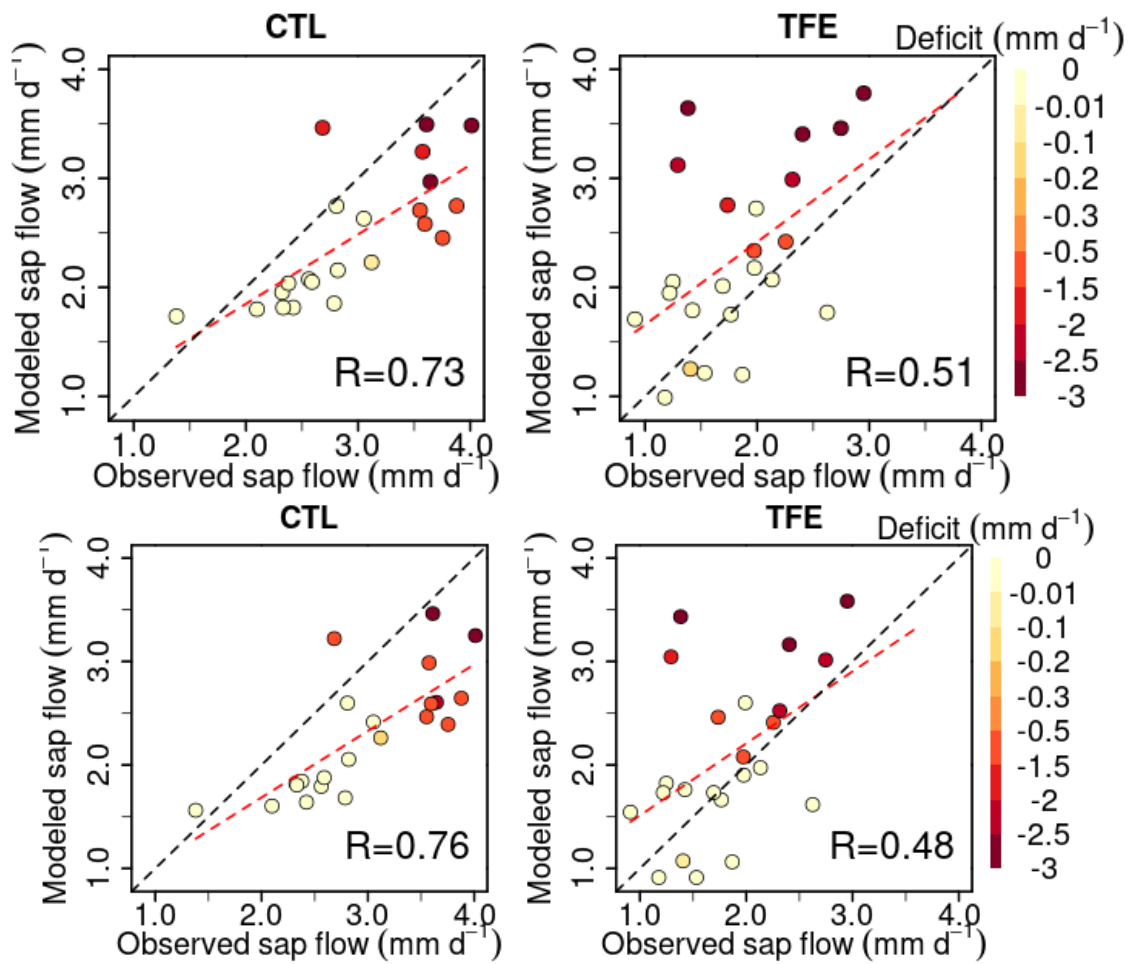 CTL
TFE
Deficit (mm d⁻¹)
Modeled sap flow (mm d⁻¹)
4.0
3.0
2.0
1.0
R=0.73
1.0 2.0 3.0 4.0
Observed sap flow (mm d⁻¹)
Modeled sap flow (mm d⁻¹)
4.0
3.0
2.0
1.0
R=0.51
1.0 2.0 3.0 4.0
Observed sap flow (mm d⁻¹)
0
-0.01
-0.1
-0.2
-0.3
-0.5
-1.5
-2
-2.5
-3
CTL
TFE
Deficit (mm d⁻¹)
Modeled sap flow (mm d⁻¹)
4.0
3.0
2.0
1.0
R=0.76
1.0 2.0 3.0 4.0
Observed sap flow (mm d⁻¹)
Modeled sap flow (mm d⁻¹)
4.0
3.0
2.0
1.0
R=0.48
1.0 2.0 3.0 4.0
Observed sap flow (mm d⁻¹)
0
-0.01
-0.1
-0.2
-0.3
-0.5
-1.5
-2
-2.5
-3